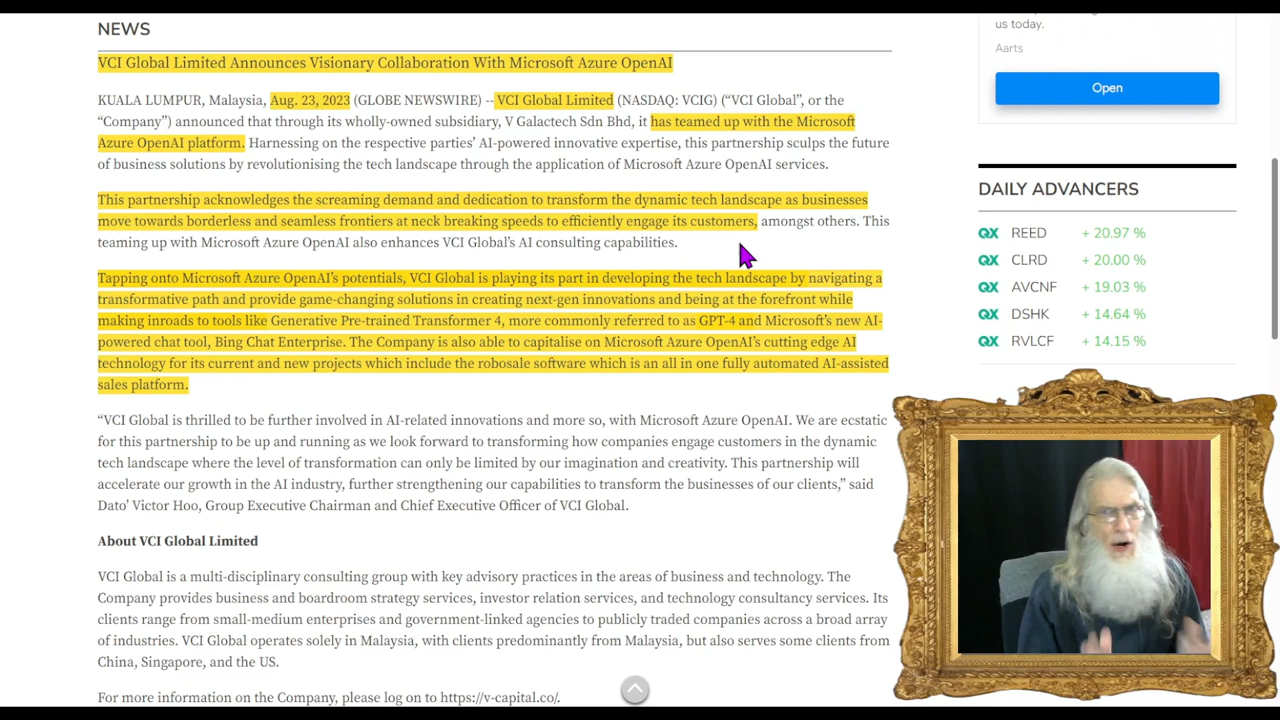 us today.
Aarts
Open
NEWS
VCI Global Limited Announces Visionary Collaboration With Microsoft Azure OpenAI
KUALA LUMPUR, Malaysia, Aug. 23, 2023 (GLOBE NEWSWIRE) -- VCI Global Limited (NASDAQ: VCIG) (“VCI Global”, or the
“Company”) announced that through its wholly-owned subsidiary, V Galactech Sdn Bhd, it has teamed up with the Microsoft
Azure OpenAI platform. Harnessing on the respective parties’ AI-powered innovative expertise, this partnership sculps the future
of business solutions by revolutionising the tech landscape through the application of Microsoft Azure OpenAI services.
This partnership acknowledges the screaming demand and dedication to transform the dynamic tech landscape as businesses
move towards borderless and seamless frontiers at neck breaking speeds to efficiently engage its customers, amongst others. This
teaming up with Microsoft Azure OpenAI also enhances VCI Global’s AI consulting capabilities.
Tapping onto Microsoft Azure OpenAI’s potentials, VCI Global is playing its part in developing the tech landscape by navigating a
transformative path and provide game-changing solutions in creating next-gen innovations and being at the forefront while
making inroads to tools like Generative Pre-trained Transformer 4, more commonly referred to as GPT-4 and Microsoft’s new AI-
powered chat tool, Bing Chat Enterprise. The Company is also able to capitalise on Microsoft Azure OpenAI’s cutting edge AI
technology for its current and new projects which include the robosale software which is an all in one fully automated AI-assisted
sales platform.
“VCI Global is thrilled to be further involved in AI-related innovations and more so, with Microsoft Azure OpenAI. We are ecstatic
for this partnership to be up and running as we look forward to transforming how companies engage customers in the dynamic
tech landscape where the level of transformation can only be limited by our imagination and creativity. This partnership will
accelerate our growth in the AI industry, further strengthening our capabilities to transform the businesses of our clients,” said
Dato’ Victor Hoo, Group Executive Chairman and Chief Executive Officer of VCI Global.
About VCI Global Limited
VCI Global is a multi-disciplinary consulting group with key advisory practices in the areas of business and technology. The
Company provides business and boardroom strategy services, investor relation services, and technology consultancy services. Its
clients range from small-medium enterprises and government-linked agencies to publicly traded companies across a broad array
of industries. VCI Global operates solely in Malaysia, with clients predominantly from Malaysia, but also serves some clients from
China, Singapore, and the US.
For more information on the Company, please log on to https://v-capital.co/.
DAILY ADVANCERS
QX REED + 20.97 %
QX CLRD + 20.00 %
QX AVCNF + 19.03 %
QX DSHK + 14.64 %
QX RVLCF + 14.15 %